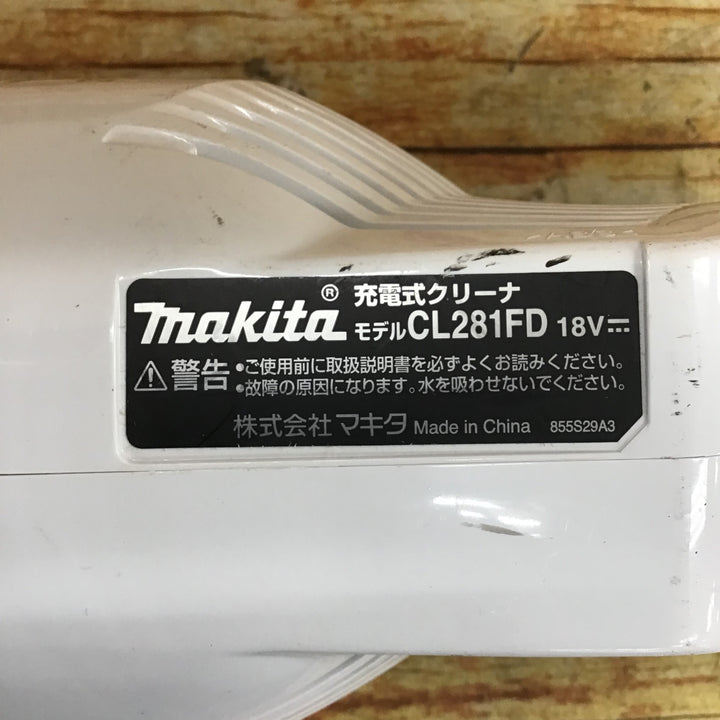 makita® 充電式クリーナ
モデルCL281FD 18V⎓
⚠警告 •ご使用前に取扱説明書を必ずよくお読みください。
•故障の原因になります。水を吸わせないでください。
株式会社マキタ Made in China 855S29A3